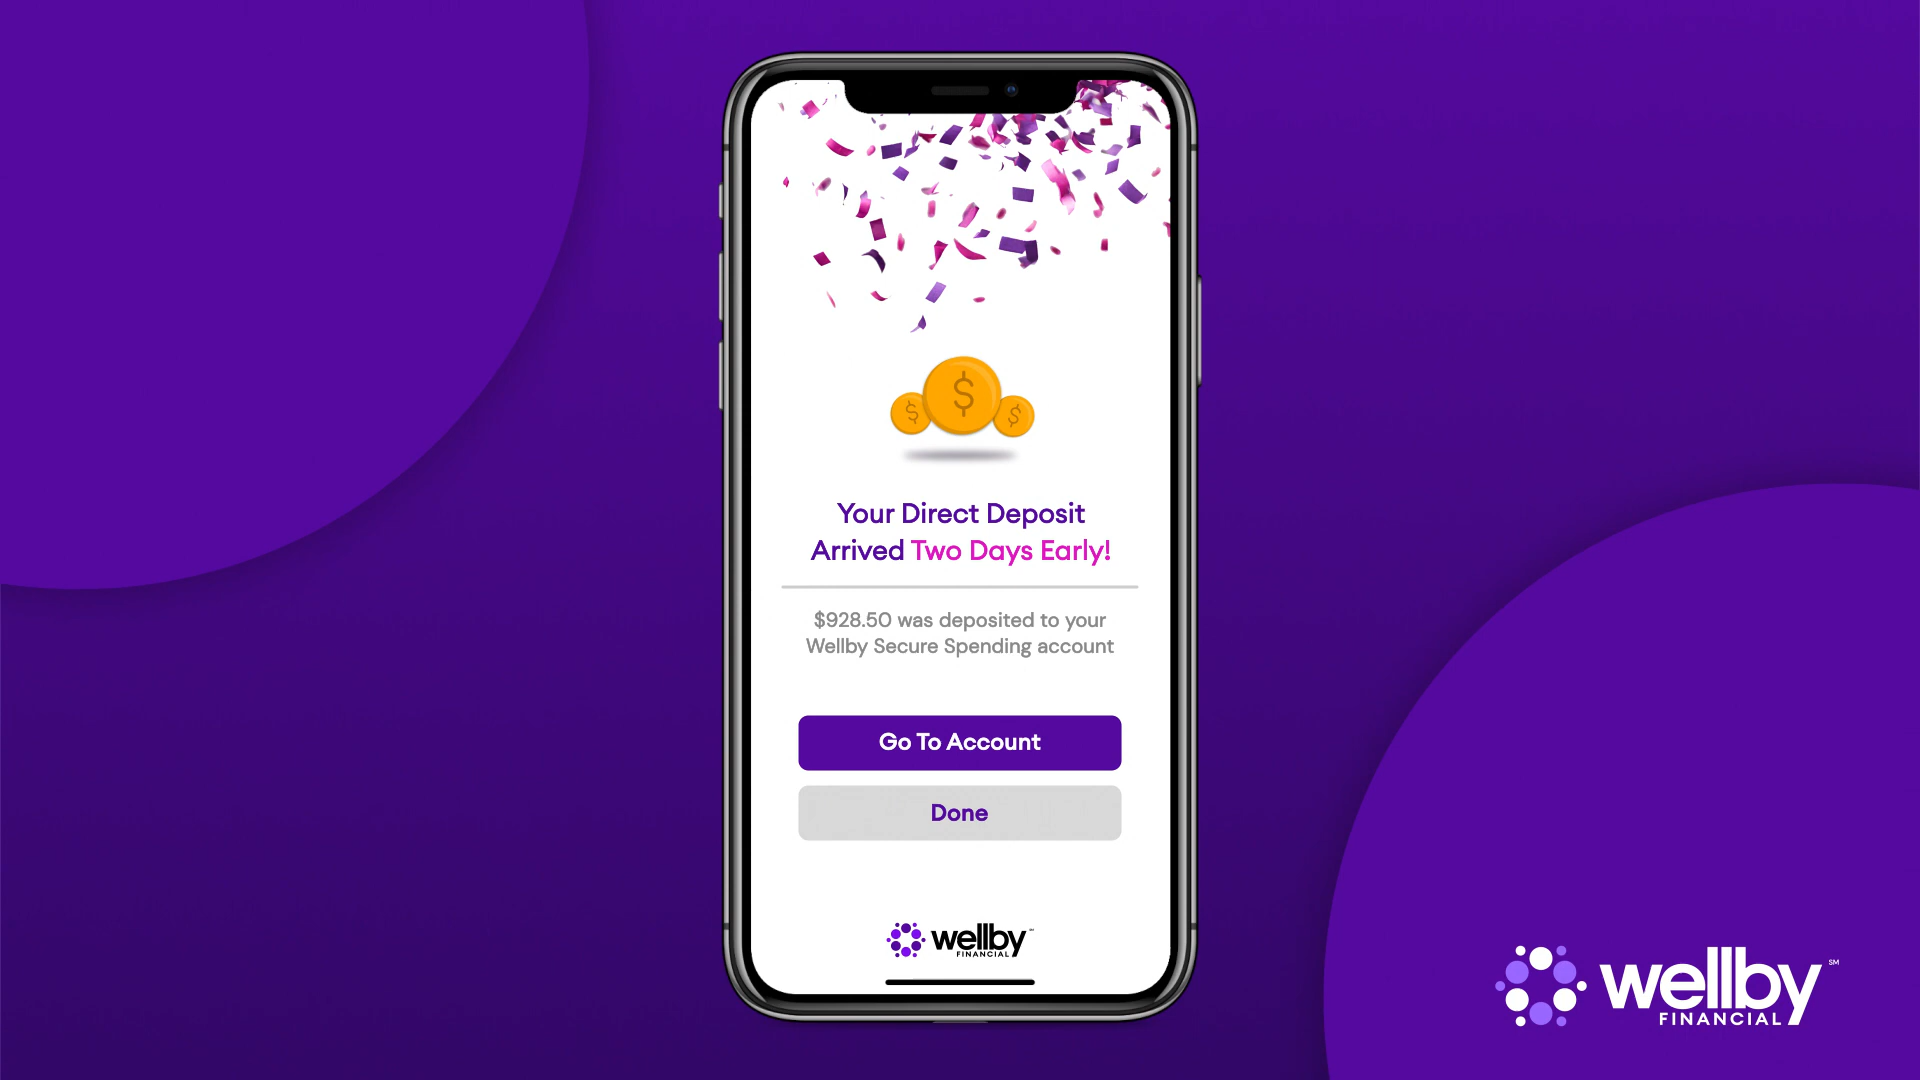 $
$
$
Your Direct Deposit
Arrived Two Days Early!
$928.50 was deposited to your
Wellby Secure Spending account
Go To Account
Done
wellby
FINANCIAL
wellby SM
FINANCIAL